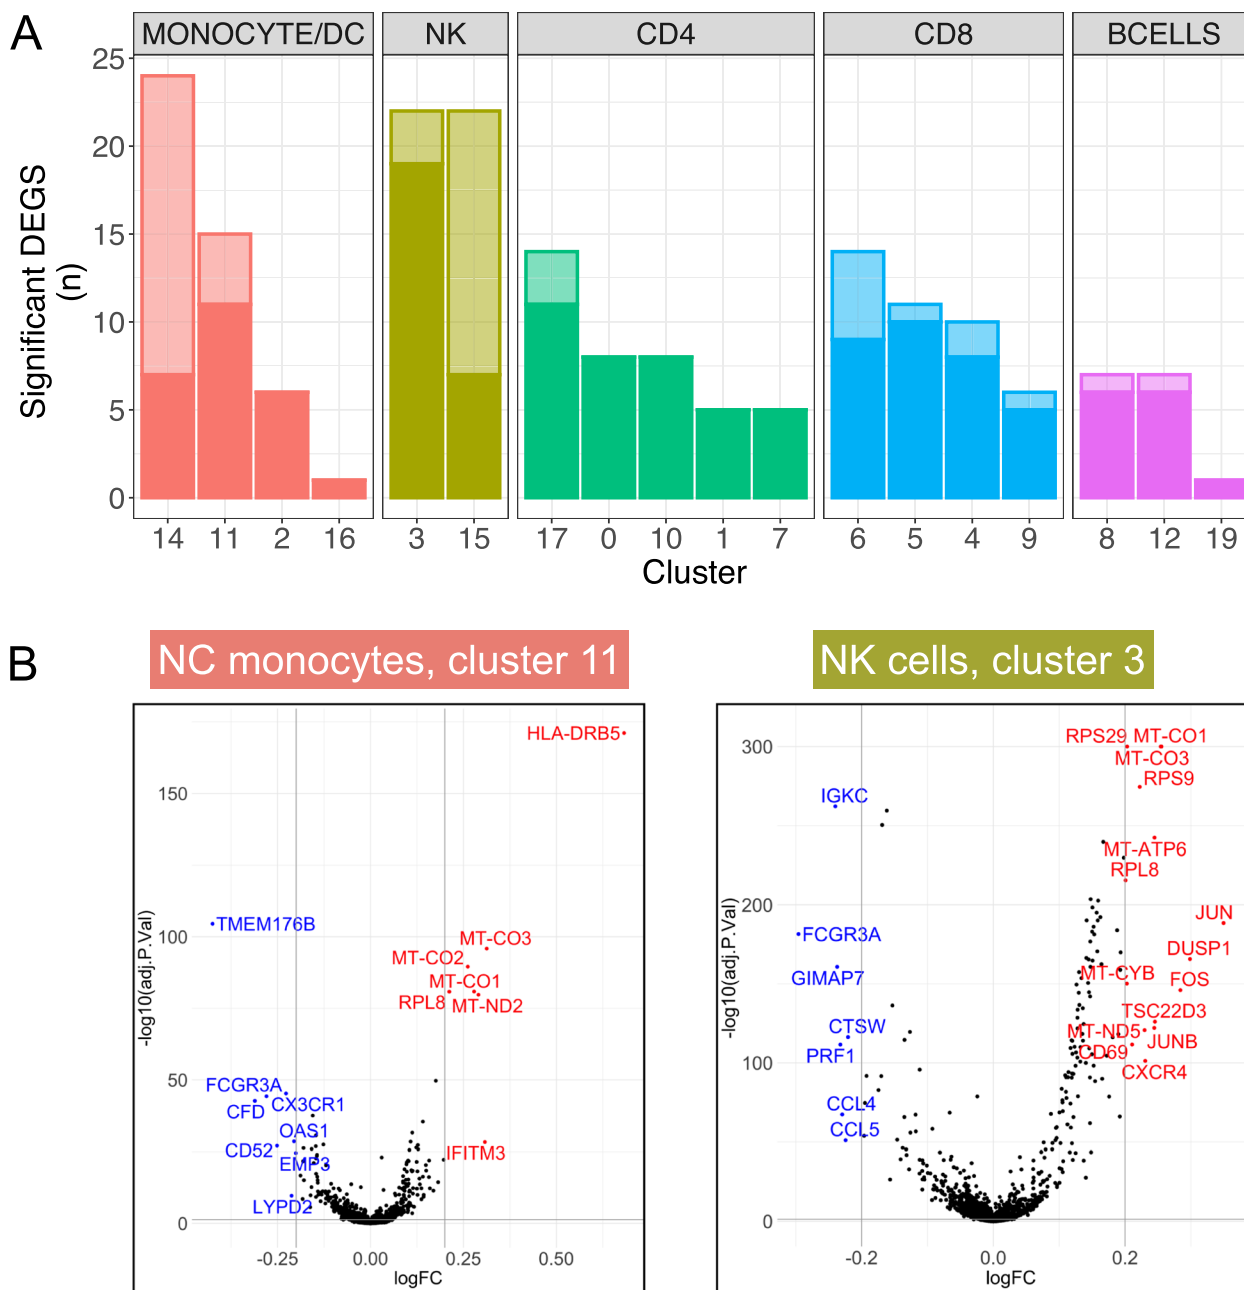 A
MONOCYTE/DC NK CD4 CD8 BCELLS
Significant DEGS
(n)
25
20
15
10
5
0
14 11 2 16 3 15 17 0 10 1 7 6 5 4 9 8 12 19
Cluster
B
NC monocytes, cluster 11
NK cells, cluster 3
-log10(adj.P.Val)
150
100
50
0
HLA-DRB5
TMEM176B
MT-CO3
MT-CO2
MT-CO1
RPL8 MT-ND2
FCGR3A
CFD CX3CR1
OAS1
CD52
EMP3
IFITM3
LYPD2
-0.25 0.00 0.25 0.50
logFC
-log10(adj.P.Val)
300
200
100
0
RPS29 MT-CO1
MT-CO3
RPS9
IGKC
MT-ATP6
RPL8
JUN
FCGR3A
DUSP1
GIMAP7
MT-CYB FOS
TSC22D3
CTSW
MT-ND5 JUNB
PRF1
CD69
CXCR4
CCL4
CCL5
-0.2 0.0 0.2
logFC